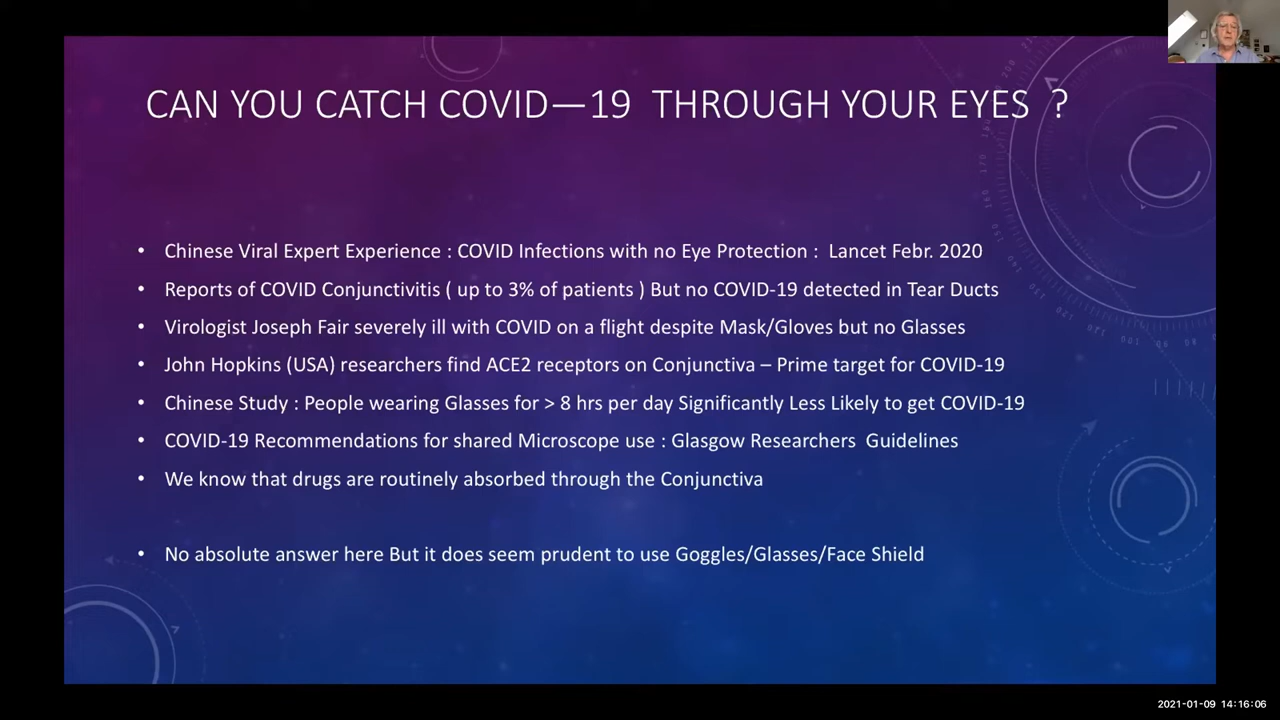 CAN YOU CATCH COVID—19 THROUGH YOUR EYES ?
• Chinese Viral Expert Experience : COVID Infections with no Eye Protection : Lancet Febr. 2020
• Reports of COVID Conjunctivitis ( up to 3% of patients ) But no COVID-19 detected in Tear Ducts
• Virologist Joseph Fair severely ill with COVID on a flight despite Mask/Gloves but no Glasses
• John Hopkins (USA) researchers find ACE2 receptors on Conjunctiva – Prime target for COVID-19
• Chinese Study : People wearing Glasses for > 8 hrs per day Significantly Less Likely to get COVID-19
• COVID-19 Recommendations for shared Microscope use : Glasgow Researchers Guidelines
• We know that drugs are routinely absorbed through the Conjunctiva
• No absolute answer here But it does seem prudent to use Goggles/Glasses/Face Shield
2021-01-09 14:16:06